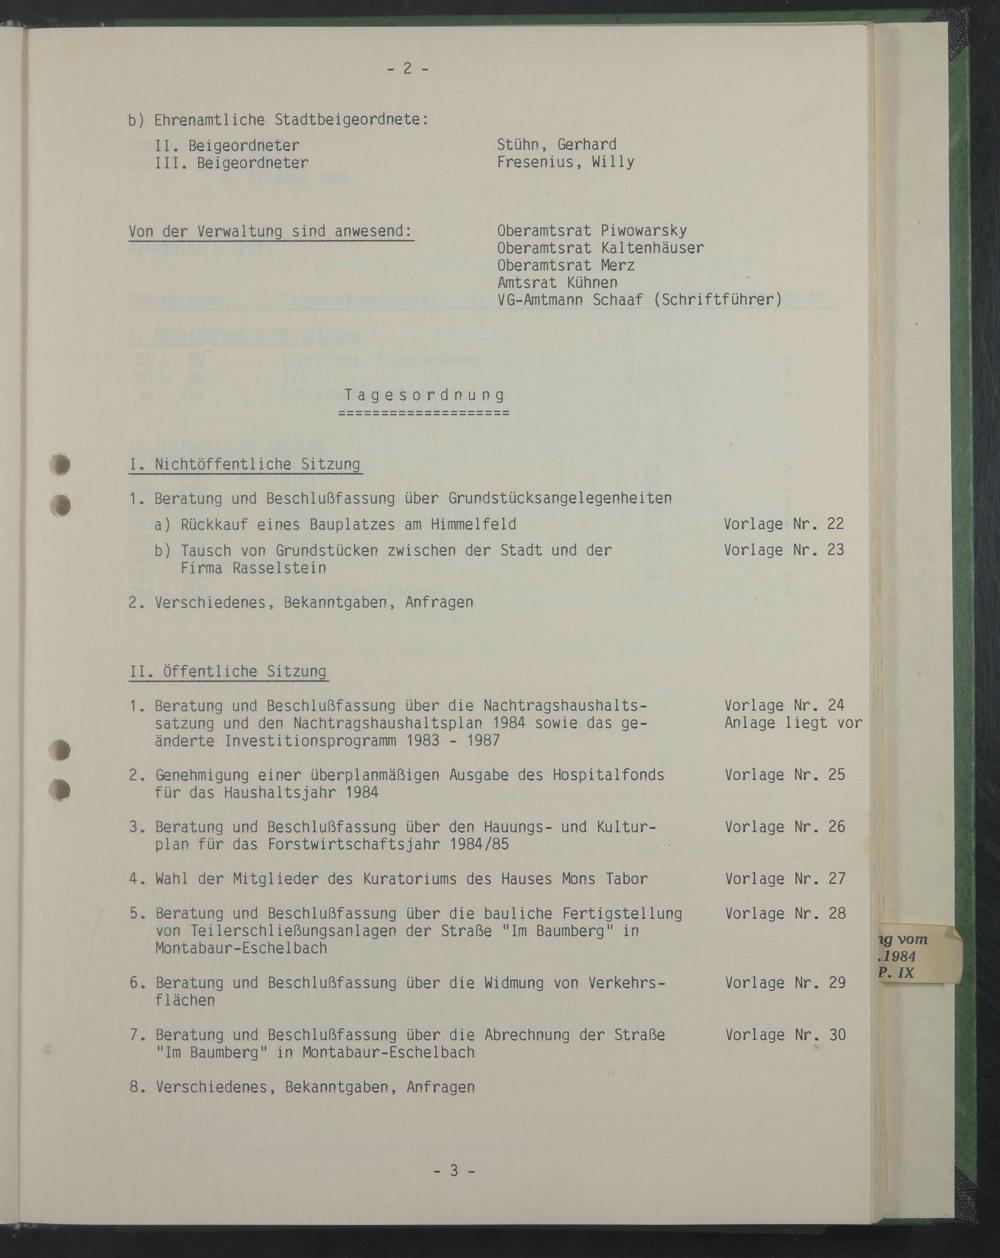 - 2 -
b) Ehrenamtliche Stadtbeigeordnete:
II. Beigeordneter Stühn, Gerhard
III. Beigeordneter Fresenius, Willy
Von der Verwaltung sind anwesend: Oberamtsrat Piwowarsky
Oberamtsrat Kaltenhäuser
Oberamtsrat Merz
Amtsrat Kühnen
VG-Amtmann Schaaf (Schriftführer)
Tagesordnung
====================
I. Nichtöffentliche Sitzung
1. Beratung und Beschlußfassung über Grundstücksangelegenheiten
a) Rückkauf eines Bauplatzes am Himmelfeld Vorlage Nr. 22
b) Tausch von Grundstücken zwischen der Stadt und der Vorlage Nr. 23
Firma Rasselstein
2. Verschiedenes, Bekanntgaben, Anfragen
II. Öffentliche Sitzung
1. Beratung und Beschlußfassung über die Nachtragshaushalts- Vorlage Nr. 24
satzung und den Nachtragshaushaltsplan 1984 sowie das ge- Anlage liegt vor
änderte Investitionsprogramm 1983 - 1987
2. Genehmigung einer überplanmäßigen Ausgabe des Hospitalfonds Vorlage Nr. 25
für das Haushaltsjahr 1984
3. Beratung und Beschlußfassung über den Hauungs- und Kultur- Vorlage Nr. 26
plan für das Forstwirtschaftsjahr 1984/85
4. Wahl der Mitglieder des Kuratoriums des Hauses Mons Tabor Vorlage Nr. 27
5. Beratung und Beschlußfassung über die bauliche Fertigstellung Vorlage Nr. 28
von Teilerschließungsanlagen der Straße "Im Baumberg" in
Montabaur-Eschelbach
6. Beratung und Beschlußfassung über die Widmung von Verkehrs- Vorlage Nr. 29
flächen
7. Beratung und Beschlußfassung über die Abrechnung der Straße Vorlage Nr. 30
"Im Baumberg" in Montabaur-Eschelbach
8. Verschiedenes, Bekanntgaben, Anfragen
- 3 -
ng vom
.1984
P. IX